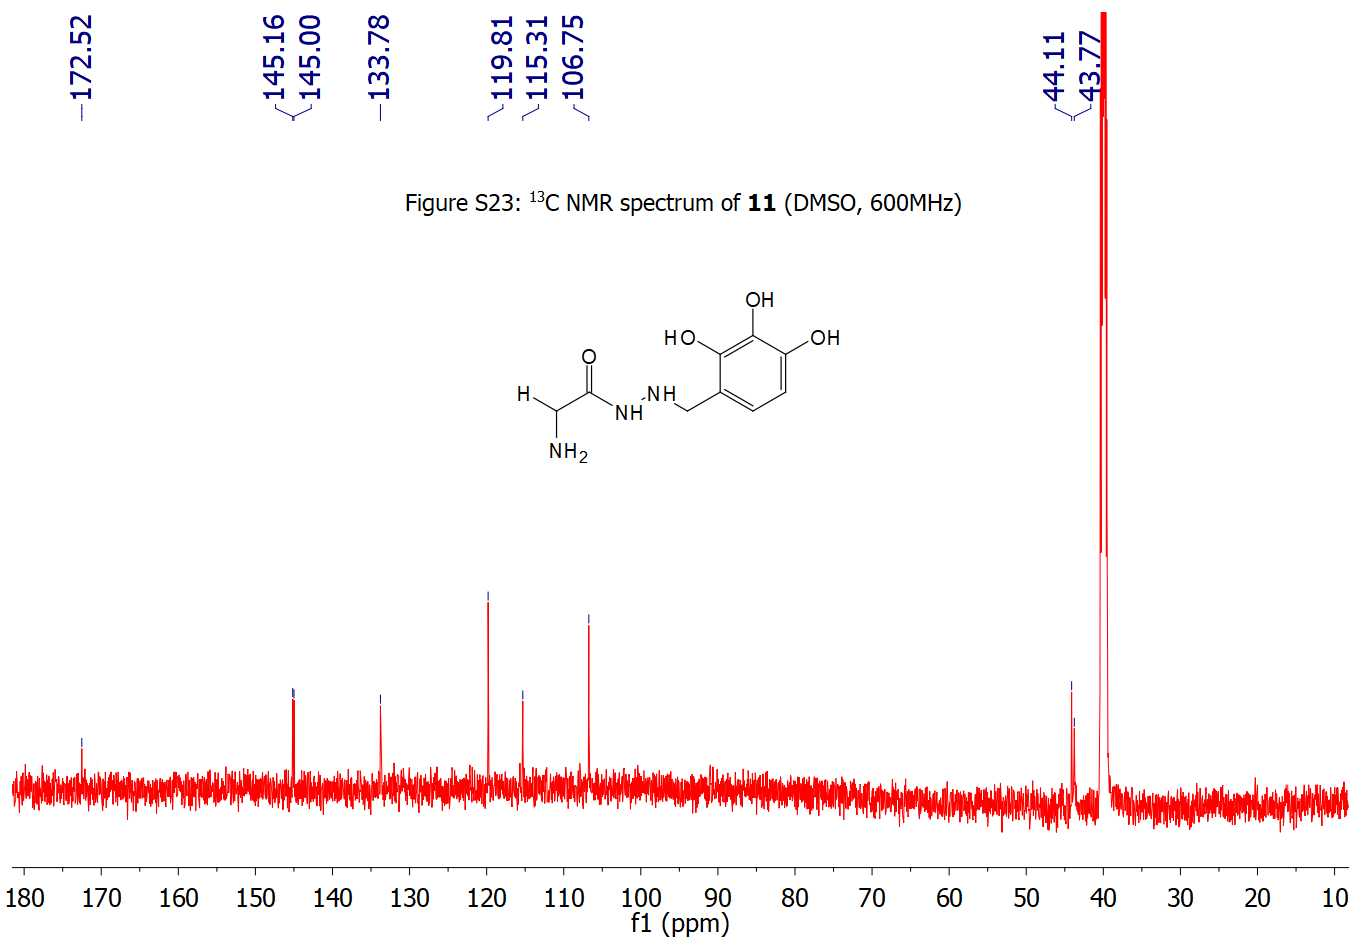 172.52
145.16
145.00
133.78
119.81
115.31
106.75
44.11
43.77
Figure S23: ¹³C NMR spectrum of 11 (DMSO, 600MHz)
OH
HO
OH
O
H
NH
NH
NH₂
180 170 160 150 140 130 120 110 100 90 80 70 60 50 40 30 20 10
f1 (ppm)